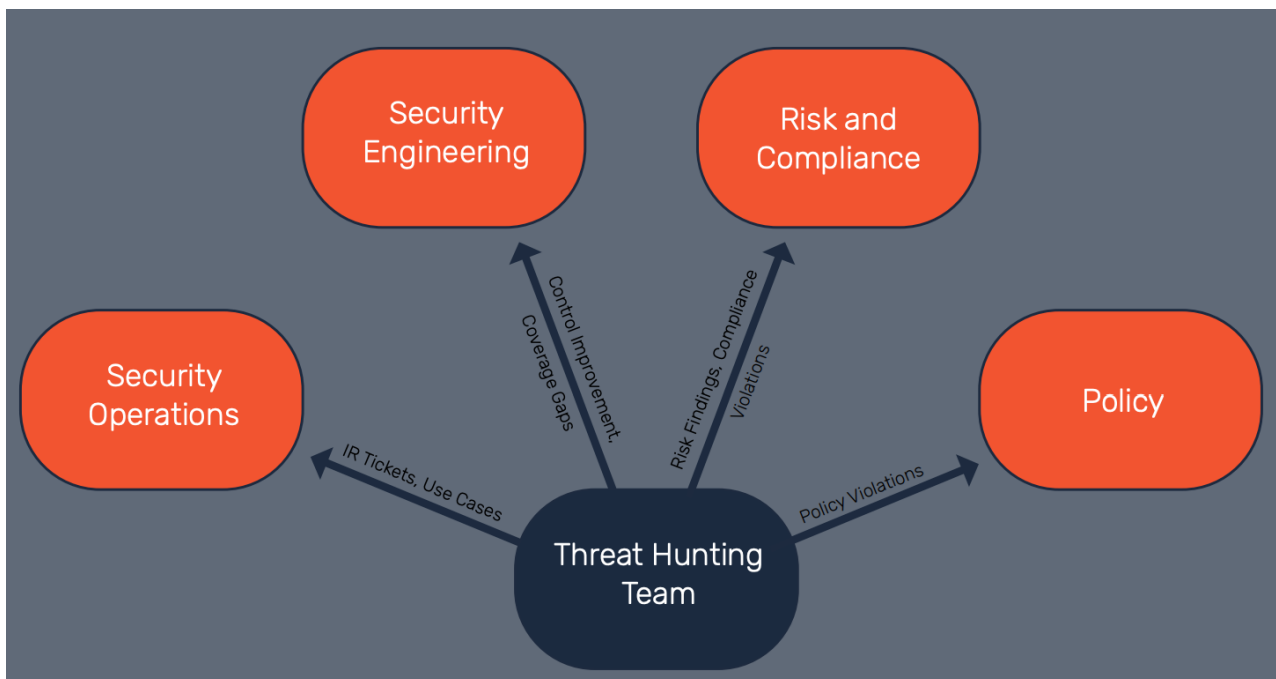 Security
Engineering
Risk and
Compliance
Security
Operations
Policy
Control Improvement,
Coverage Gaps
Risk Findings, Compliance
Violations
IR Tickets, Use Cases
Policy Violations
Threat Hunting
Team